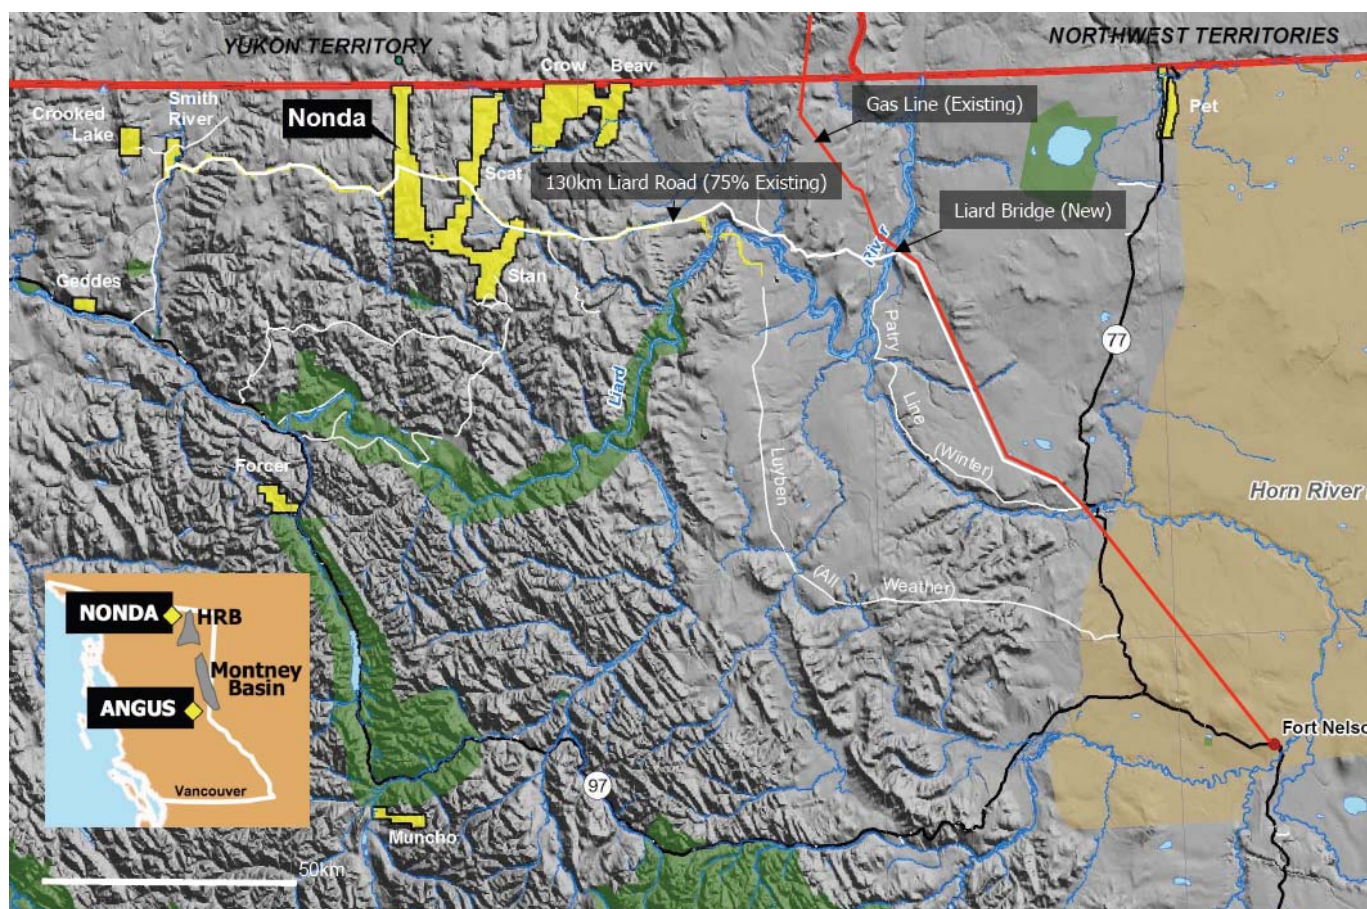 YUKON TERRITORY
NORTHWEST TERRITORIES
Crow
Beav
Smith
River
Crooked
Lake
Nonda
Gas Line (Existing)
Pet
Scat
130km Liard Road (75% Existing)
Liard Bridge (New)
River
Geddes
Stan
Patry
77
Liard
Line
Luyben
(Winter)
Forcer
Horn River
(All
Weather)
NONDA
HRB
Montney
Basin
ANGUS
Vancouver
Fort Nelso
97
Muncho
50km